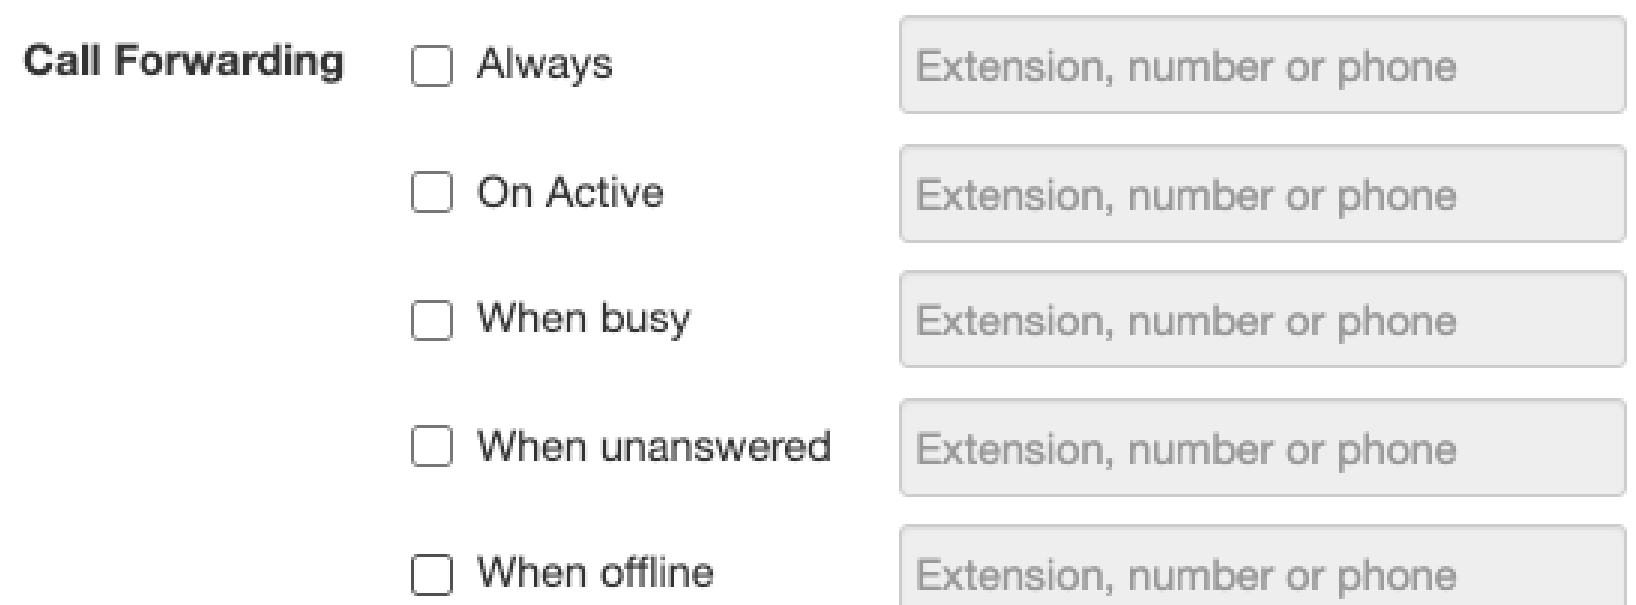 Call Forwarding Always Extension, number or phone
On Active Extension, number or phone
When busy Extension, number or phone
When unanswered Extension, number or phone
When offline Extension, number or phone